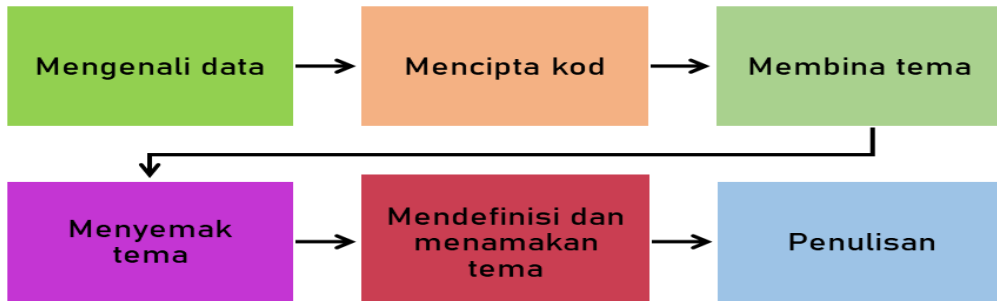 Mengenali data
Mencipta kod
Membina tema
Menyemak
tema
Mendefinisi dan
menamakan
tema
Penulisan